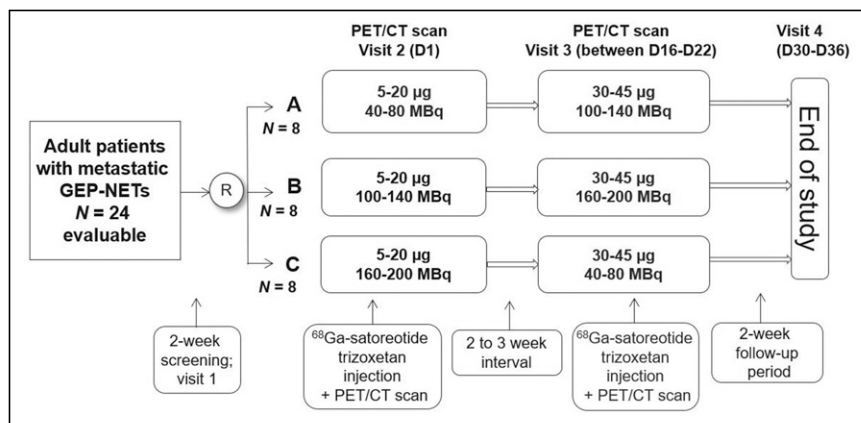 PET/CT scan
Visit 2 (D1)
PET/CT scan
Visit 3 (between D16-D22)
Visit 4
(D30-D36)
Adult patients
with metastatic
GEP-NETs
N = 24
evaluable
R
A
N = 8
5-20 µg
40-80 MBq
30-45 µg
100-140 MBq
B
N = 8
5-20 µg
100-140 MBq
30-45 µg
160-200 MBq
C
N = 8
5-20 µg
160-200 MBq
30-45 µg
40-80 MBq
End of study
2-week
screening;
visit 1
⁶⁸Ga-satoreotide
trizoxetan
injection
+ PET/CT scan
2 to 3 week
interval
⁶⁸Ga-satoreotide
trizoxetan
injection
+ PET/CT scan
2-week
follow-up
period